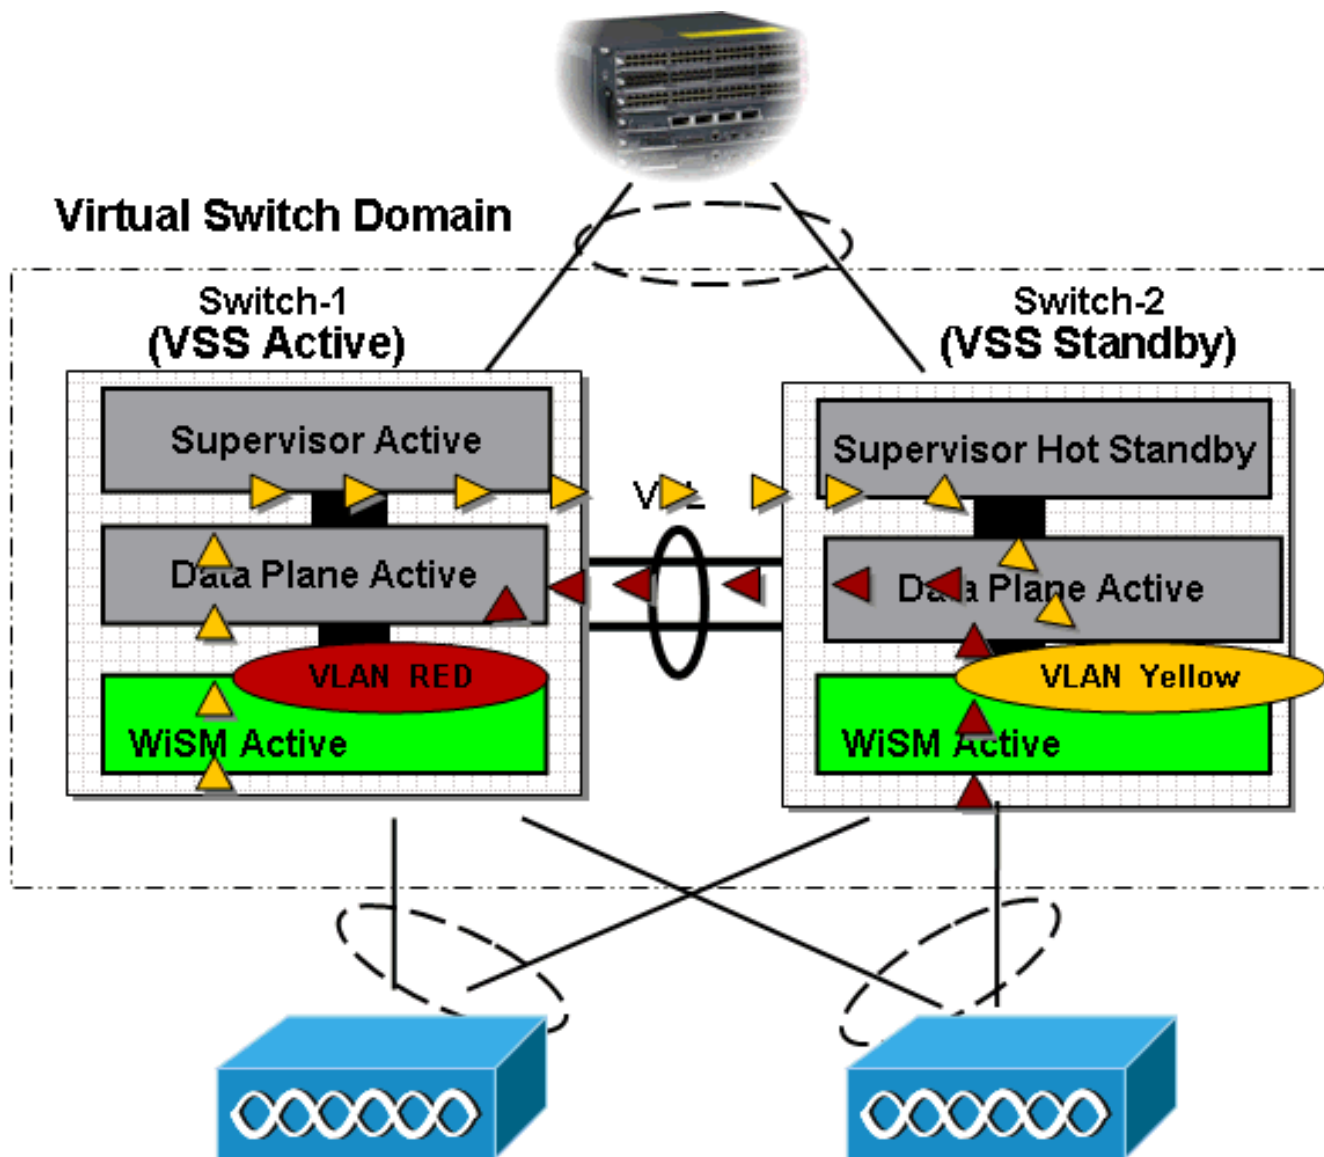 Virtual Switch Domain
Switch-1
(VSS Active)
Switch-2
(VSS Standby)
Supervisor Active
Supervisor Hot Standby
Data Plane Active
Data Plane Active
VLAN RED
VLAN Yellow
WiSM Active
WiSM Active